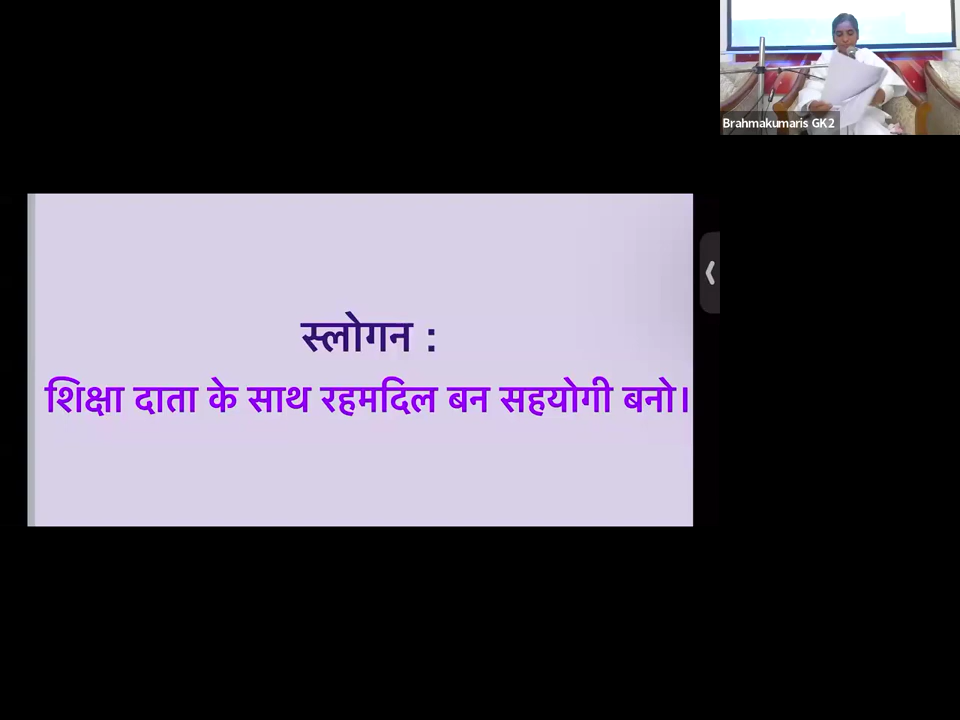 Brahmakumaris GK2
स्लोगन :
शिक्षा दाता के साथ रहमदिल बन सहयोगी बनो।